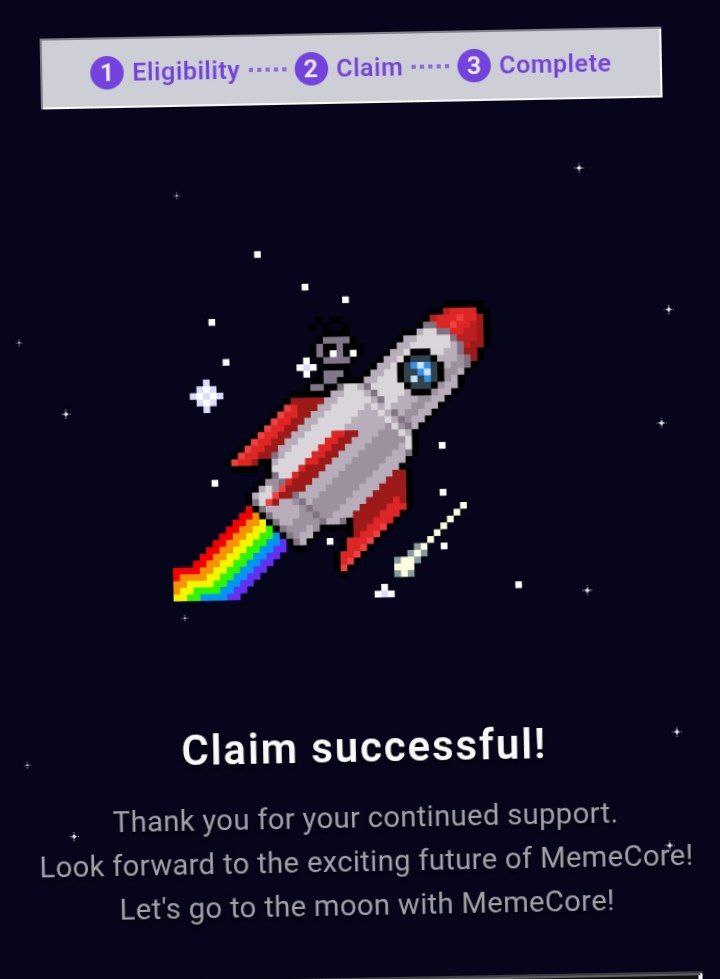 1 Eligibility ..... 2 Claim ..... 3 Complete
Claim successful!
Thank you for your continued support.
Look forward to the exciting future of MemeCore!
Let's go to the moon with MemeCore!